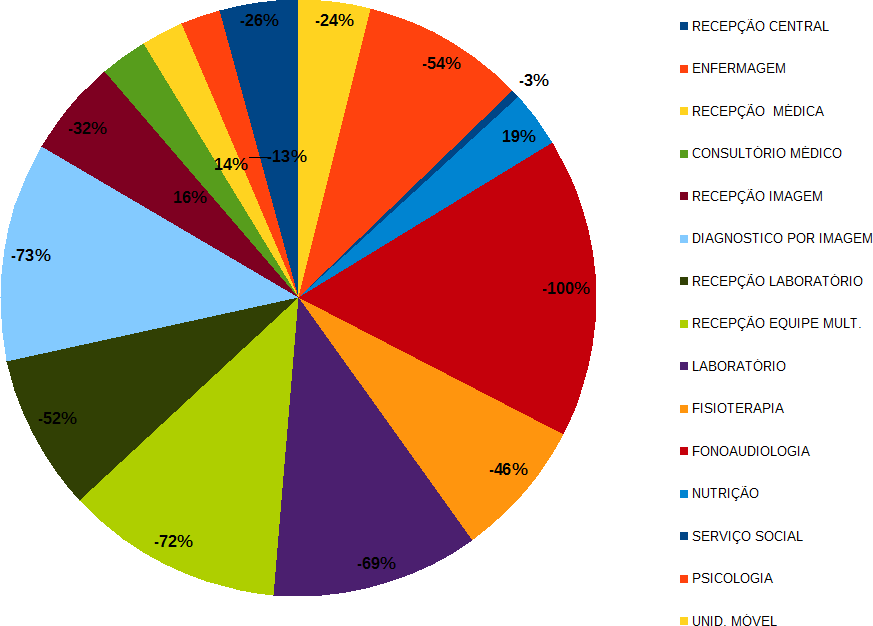 -26%
-24%
-54%
-3%
19%
-32%
14%
-13%
16%
-73%
-100%
-52%
-46%
-72%
-69%
RECEPÇÃO CENTRAL
ENFERMAGEM
RECEPÇÃO  MÉDICA
CONSULTÓRIO MÉDICO
RECEPÇÃO IMAGEM
DIAGNOSTICO POR IMAGEM
RECEPÇÃO LABORATÓRIO
RECEPÇÃO EQUIPE MULT.
LABORATÓRIO
FISIOTERAPIA
FONOAUDIOLOGIA
NUTRIÇÃO
SERVIÇO SOCIAL
PSICOLOGIA
UNID. MÓVEL